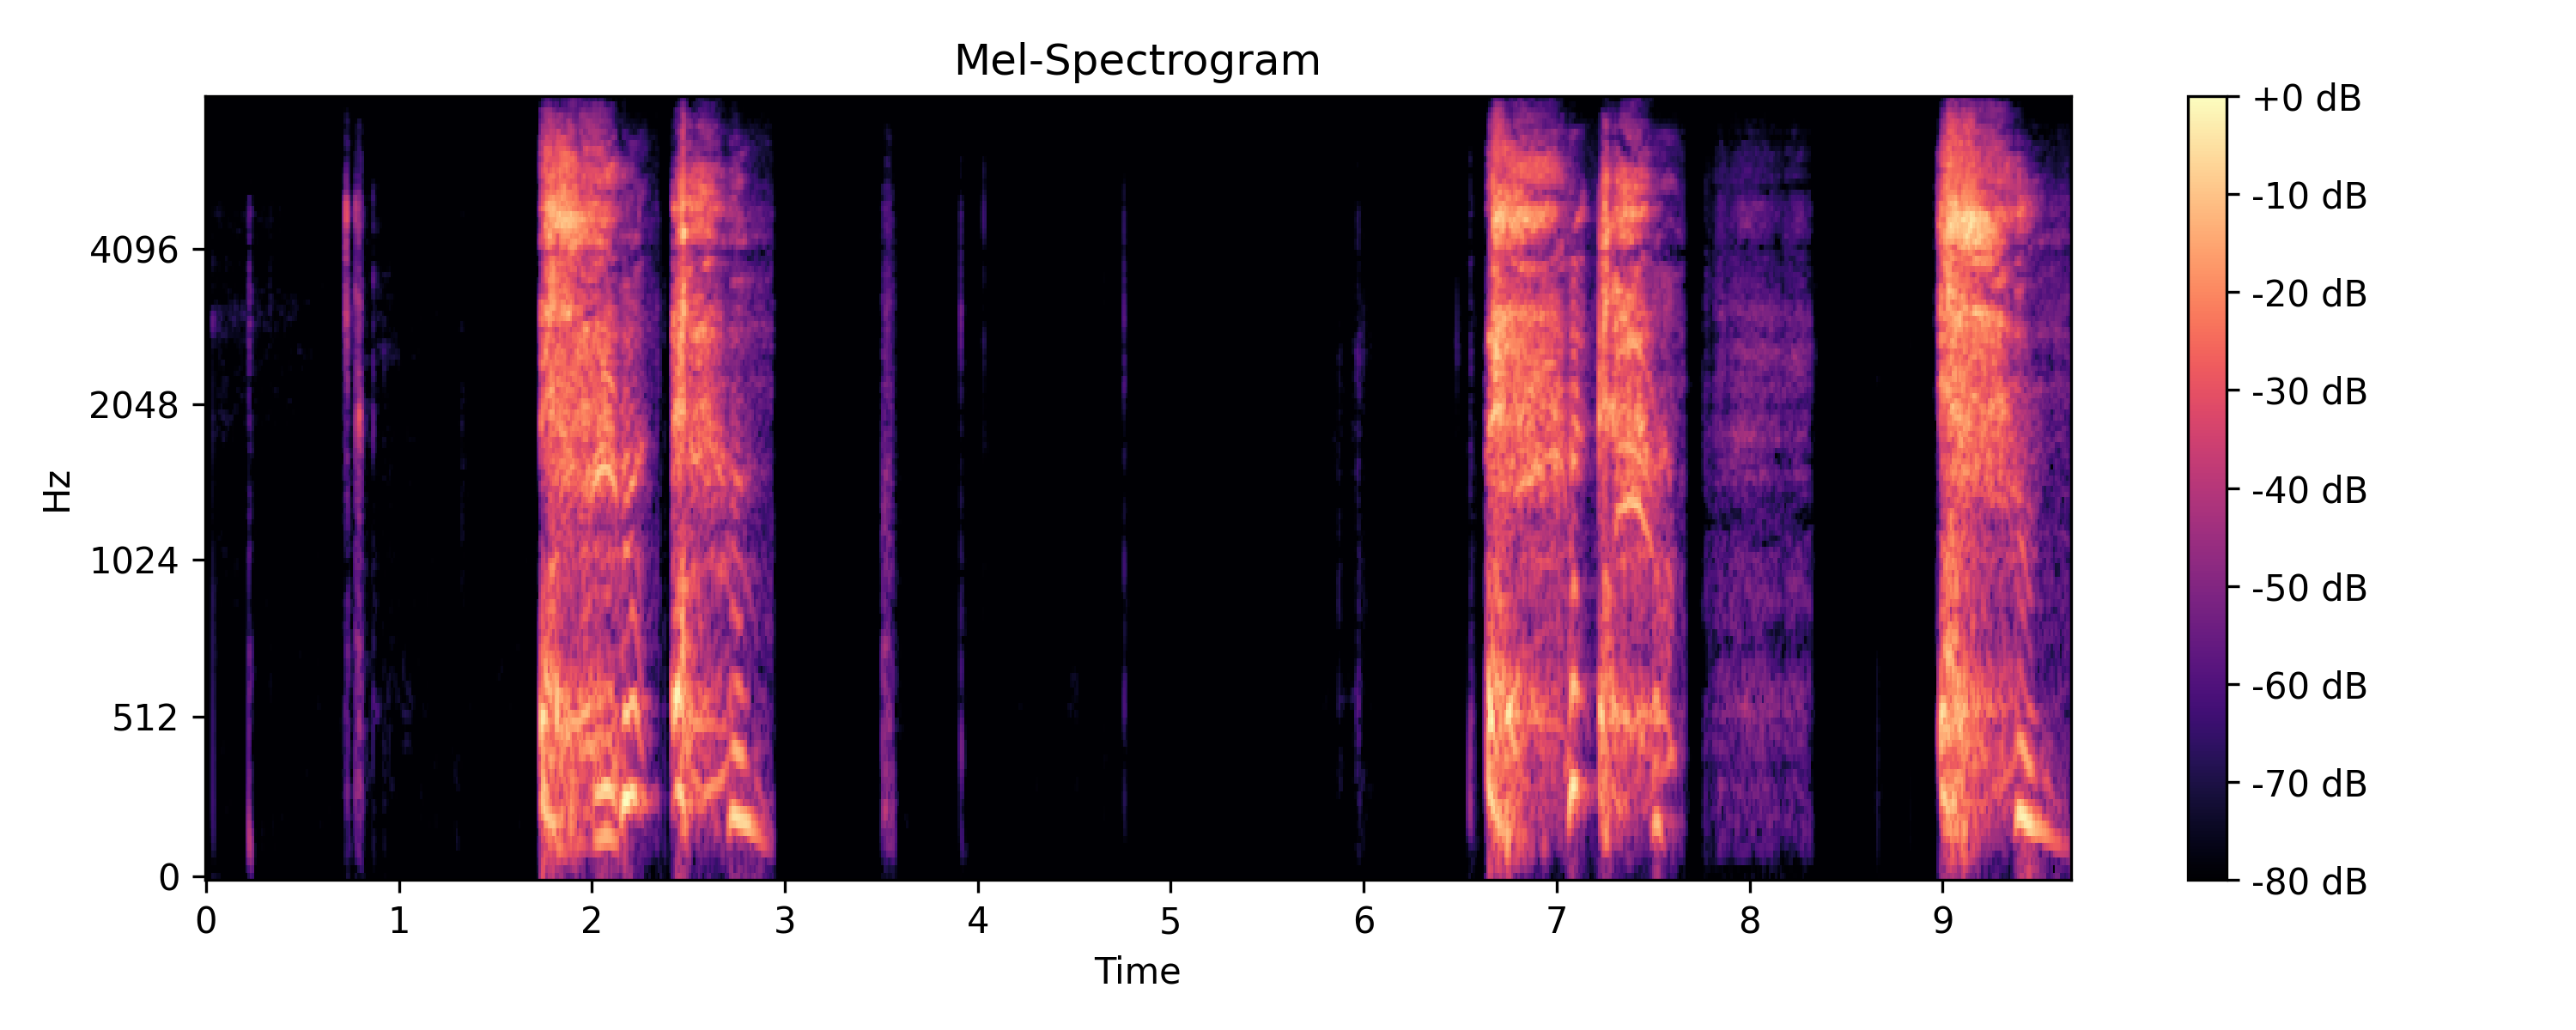 Mel-Spectrogram
+0 dB
-10 dB
4096
-20 dB
2048
-30 dB
Hz
-40 dB
1024
-50 dB
512
-60 dB
-70 dB
0
-80 dB
0 1 2 3 4 5 6 7 8 9
Time